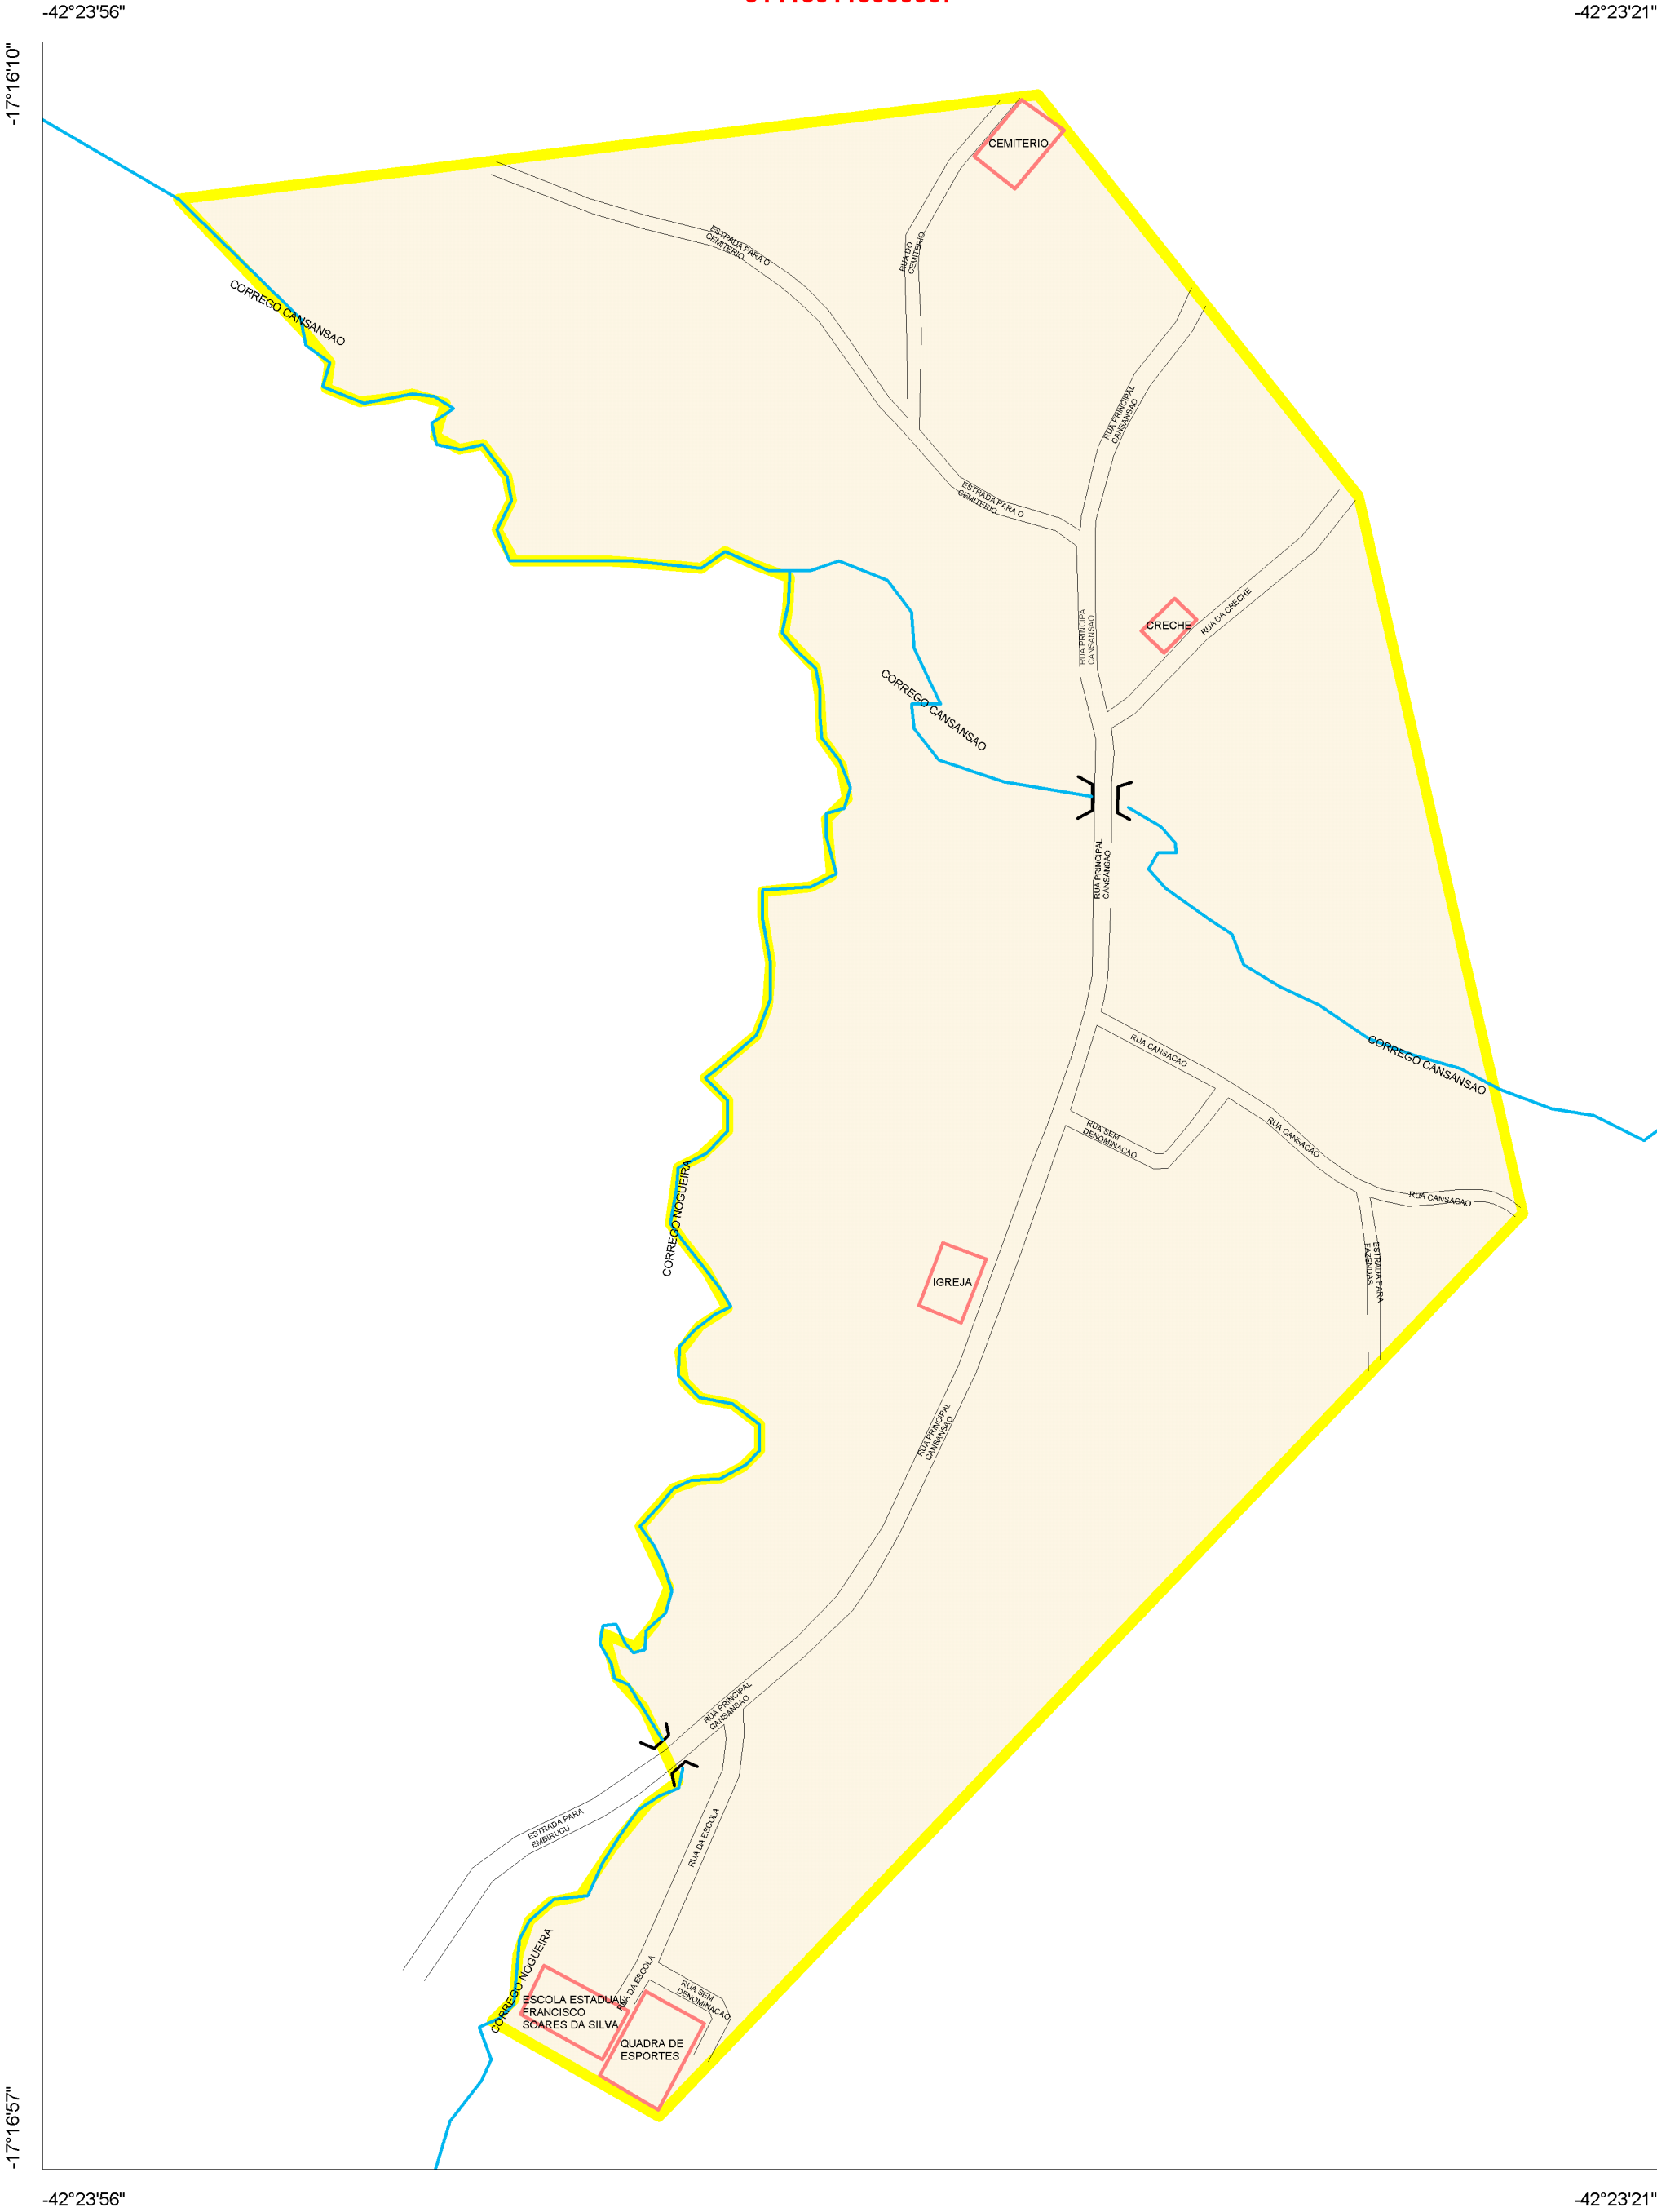 -42°23'56"
-42°23'21"
-17°16'10"
CEMITERIO
ESTRADA PARA O
CEMITERIO
RUA DO
CEMITERIO
CORREGO CANSANSAO
RUA PRINCIPAL
CANSANSAO
ESTRADA PARA O
CEMITERIO
CRECHE
RUA DA CRECHE
RUA PRINCIPAL
CANSANSAO
CORREGO CANSANSAO
RUA PRINCIPAL
CANSANSAO
RUA CANSACAO
CORREGO CANSANSAO
RUA SEM
DENOMINACAO
RUA CANSACAO
RUA CANSACAO
CORREGO NOGUEIRA
ESTRADA PARA
FAZENDAS
IGREJA
RUA PRINCIPAL
CANSANSAO
RUA PRINCIPAL
CANSANSAO
ESTRADA PARA
EMBIRUCU
RUA DA ESCOLA
CORREGO NOGUEIRA
RUA DA ESCOLA
RUA SEM
DENOMINACAO
ESCOLA ESTADUAL
FRANCISCO
SOARES DA SILVA
QUADRA DE
ESPORTES
-17°16'57"
-42°23'56"
-42°23'21"